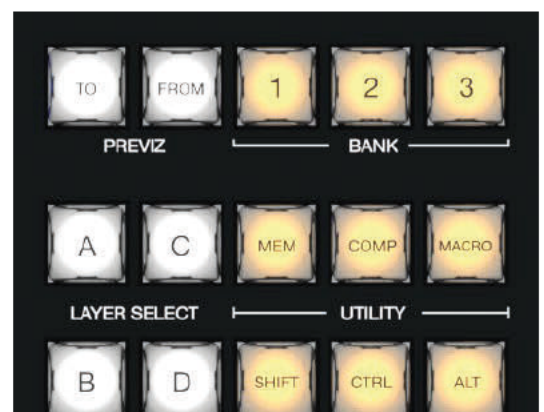 TO FROM 1 2 3
PREVIZ BANK
A C MEM COMP MACRO
LAYER SELECT UTILITY
B D SHIFT CTRL ALT